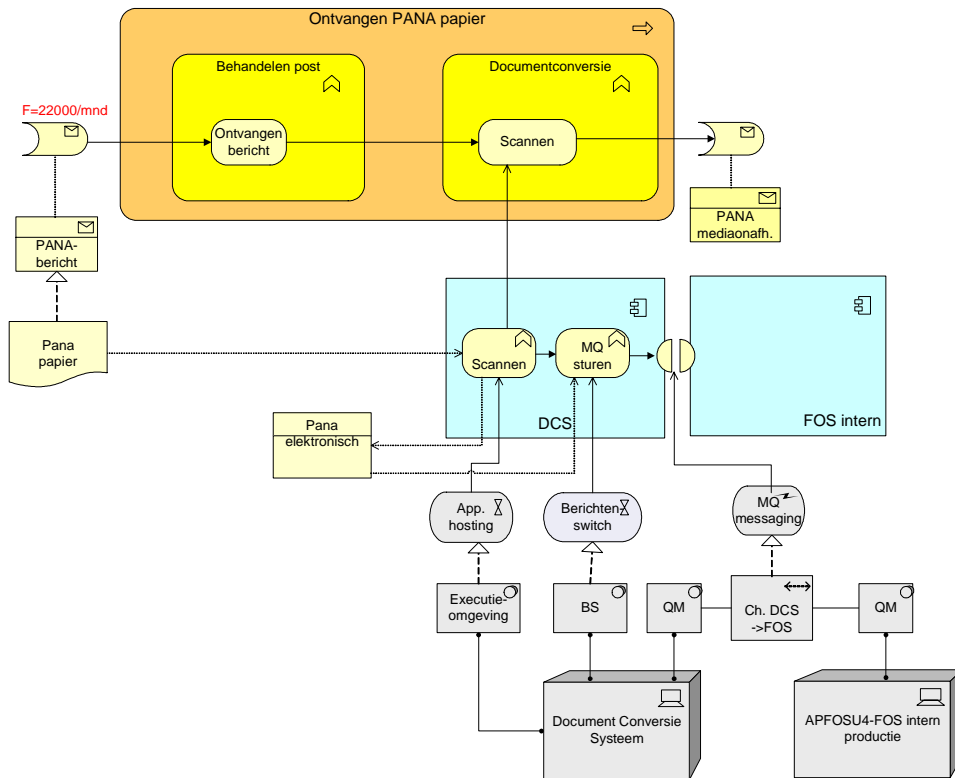 Ontvangen PANA papier
Behandelen post
Documentconversie
F=22000/mnd
Ontvangen
bericht
Scannen
PANA-
bericht
PANA
mediaonafh.
Pana
papier
Scannen
MQ
sturen
DCS
FOS intern
Pana
elektronisch
App.
hosting
Berichten
switch
MQ
messaging
Executie-
omgeving
BS
QM
Ch. DCS
->FOS
QM
Document Conversie
Systeem
APFOSU4-FOS intern
productie